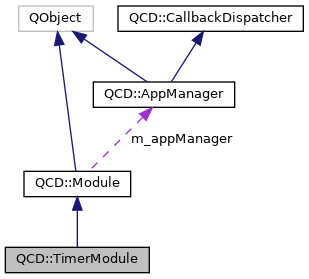 QObject
QCD::CallbackDispatcher
QCD::AppManager
m_appManager
QCD::Module
QCD::TimerModule